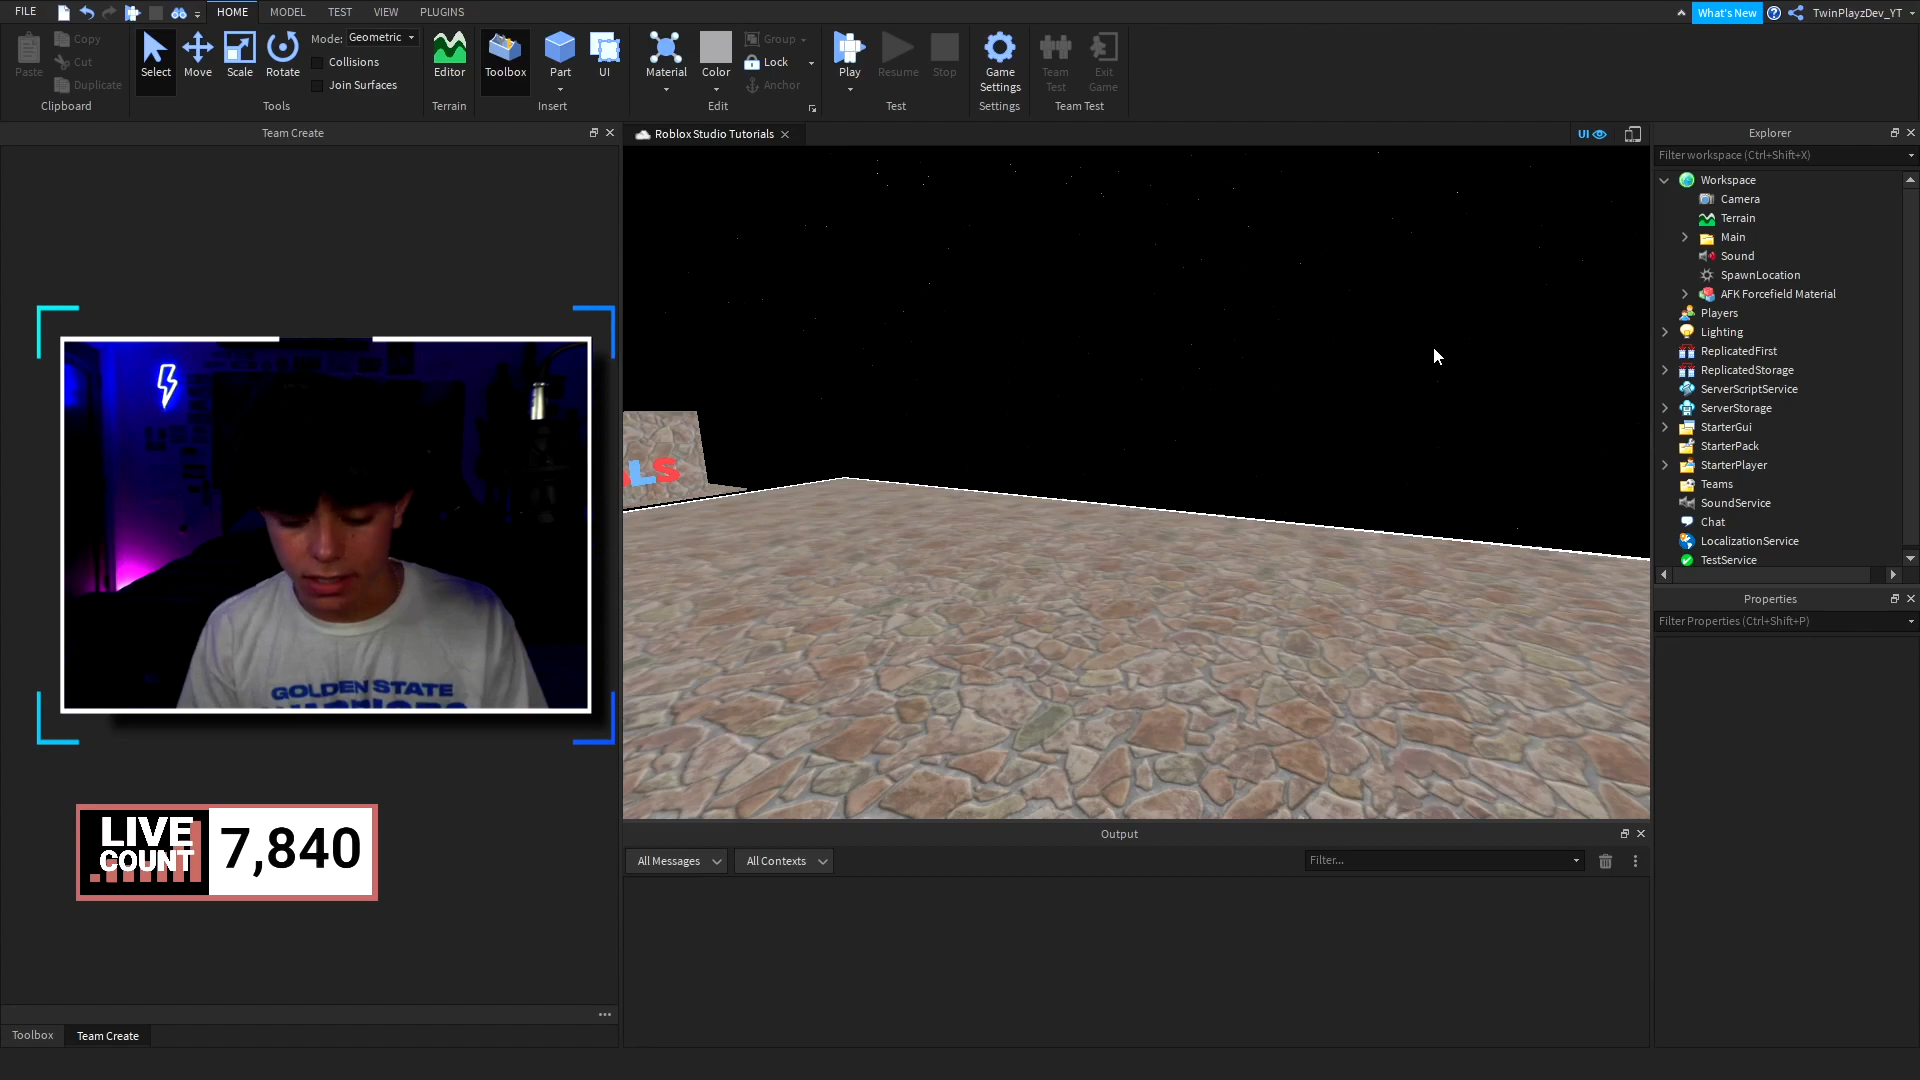 FILE
HOME
MODEL
TEST
VIEW
PLUGINS
What's New
TwinPlayzDev_YT
Paste
Copy
Cut
Duplicate
Clipboard
Select
Move
Scale
Rotate
Mode: Geometric
Collisions
Join Surfaces
Tools
Editor
Terrain
Toolbox
Part
UI
Insert
Material
Color
Group
Lock
Anchor
Edit
Play
Resume
Stop
Test
Game
Settings
Settings
Team
Test
Exit
Game
Team Test
Team Create
Roblox Studio Tutorials
UI
Explorer
Filter workspace (Ctrl+Shift+X)
Workspace
Camera
Terrain
Main
Sound
SpawnLocation
AFK Forcefield Material
Players
Lighting
ReplicatedFirst
ReplicatedStorage
ServerScriptService
ServerStorage
StarterGui
StarterPack
StarterPlayer
Teams
SoundService
Chat
LocalizationService
TestService
Properties
Filter Properties (Ctrl+Shift+P)
LS
GOLDEN STATE
WARRIORS
LIVE
COUNT
7,840
Output
All Messages
All Contexts
Filter...
Toolbox
Team Create